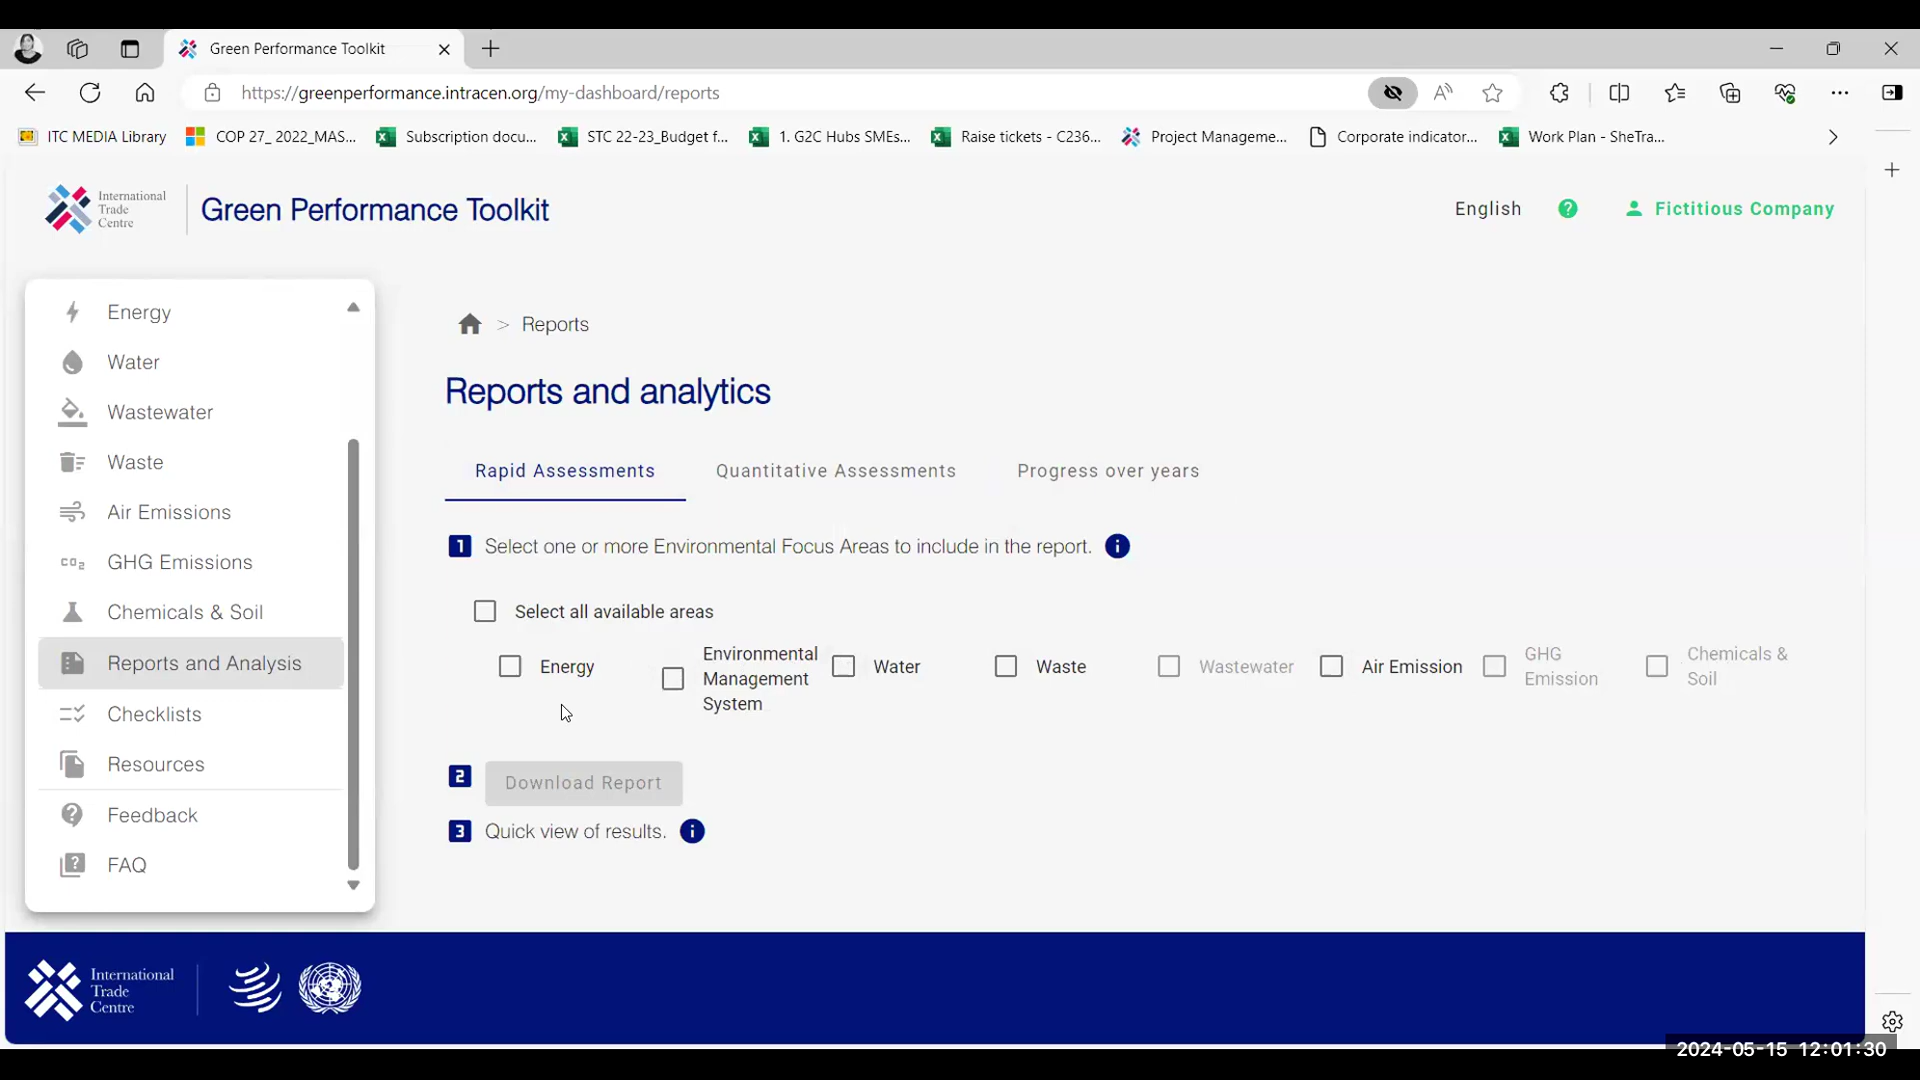 Green Performance Toolkit
https://greenperformance.intracen.org/my-dashboard/reports
ITC MEDIA Library
COP 27_ 2022_MAS...
Subscription docu...
STC 22-23_Budget f...
1. G2C Hubs SMEs...
Raise tickets - C236...
Project Manageme...
Corporate indicator...
Work Plan - SheTra...
International
Trade
Centre
Green Performance Toolkit
English
Fictitious Company
Energy
Water
Wastewater
Waste
Air Emissions
CO2
GHG Emissions
Chemicals & Soil
Reports and Analysis
Checklists
Resources
Feedback
FAQ
> Reports
Reports and analytics
Rapid Assessments
Quantitative Assessments
Progress over years
1 Select one or more Environmental Focus Areas to include in the report.
Select all available areas
Energy
Environmental
Management
System
Water
Waste
Wastewater
Air Emission
GHG
Emission
Chemicals &
Soil
2 Download Report
3 Quick view of results.
International
Trade
Centre
2024-05-15 12:01:30